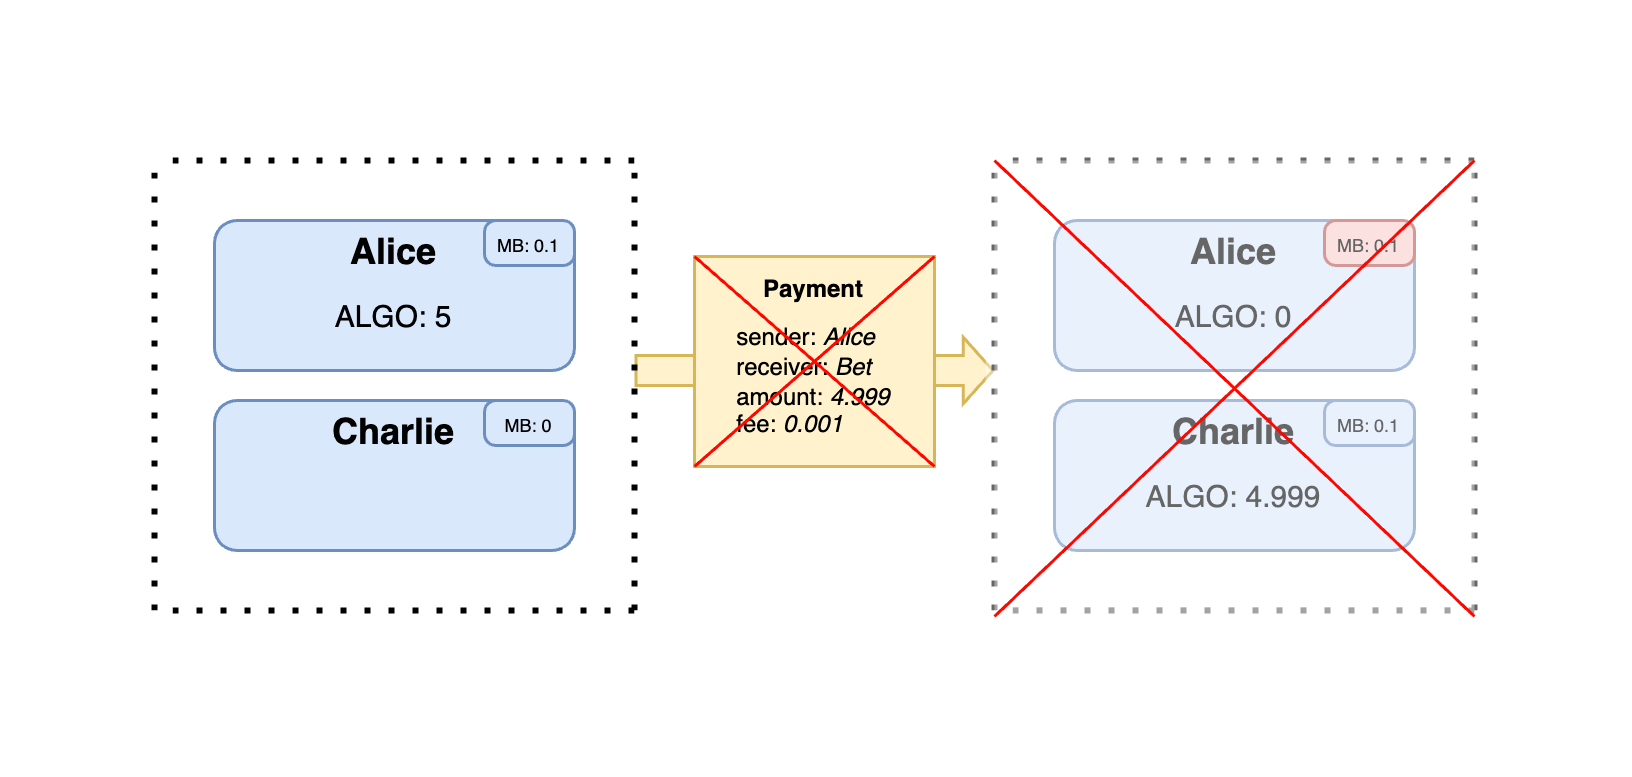 Alice
MB: 0.1
ALGO: 5
Charlie
MB: 0
Payment
sender: Alice
receiver: Bet
amount: 4.999
fee: 0.001
Alice
MB: 0.1
ALGO: 0
Charlie
MB: 0.1
ALGO: 4.999